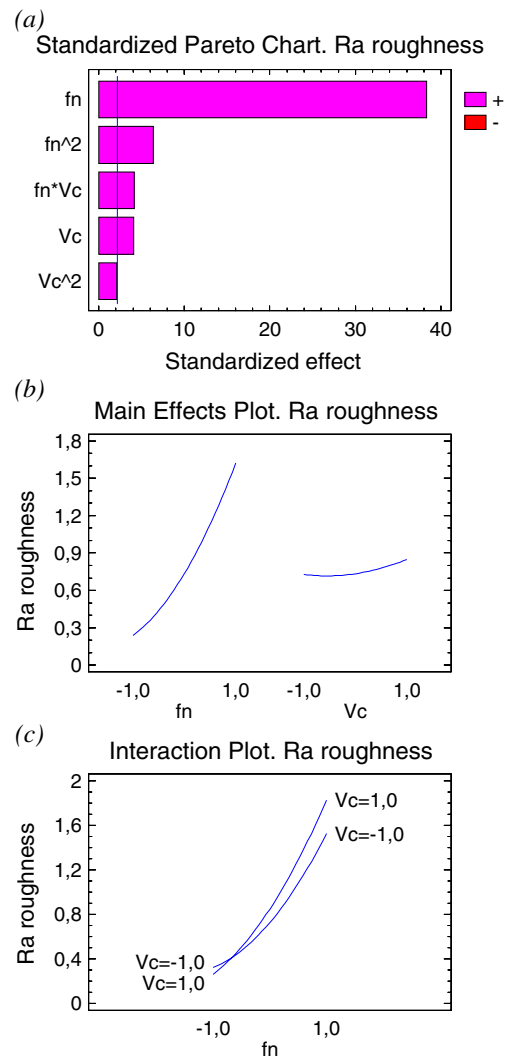 (a)
Standardized Pareto Chart. Ra roughness
fn
fn^2
fn*Vc
Vc
Vc^2
+
-
0 10 20 30 40
Standardized effect
(b)
Main Effects Plot. Ra roughness
Ra roughness
1,8
1,5
1,2
0,9
0,6
0,3
0
-1,0 1,0 -1,0 1,0
fn Vc
(c)
Interaction Plot. Ra roughness
Ra roughness
2
1,6
1,2
0,8
0,4
0
Vc=1,0
Vc=-1,0
Vc=-1,0
Vc=1,0
-1,0 1,0
fn